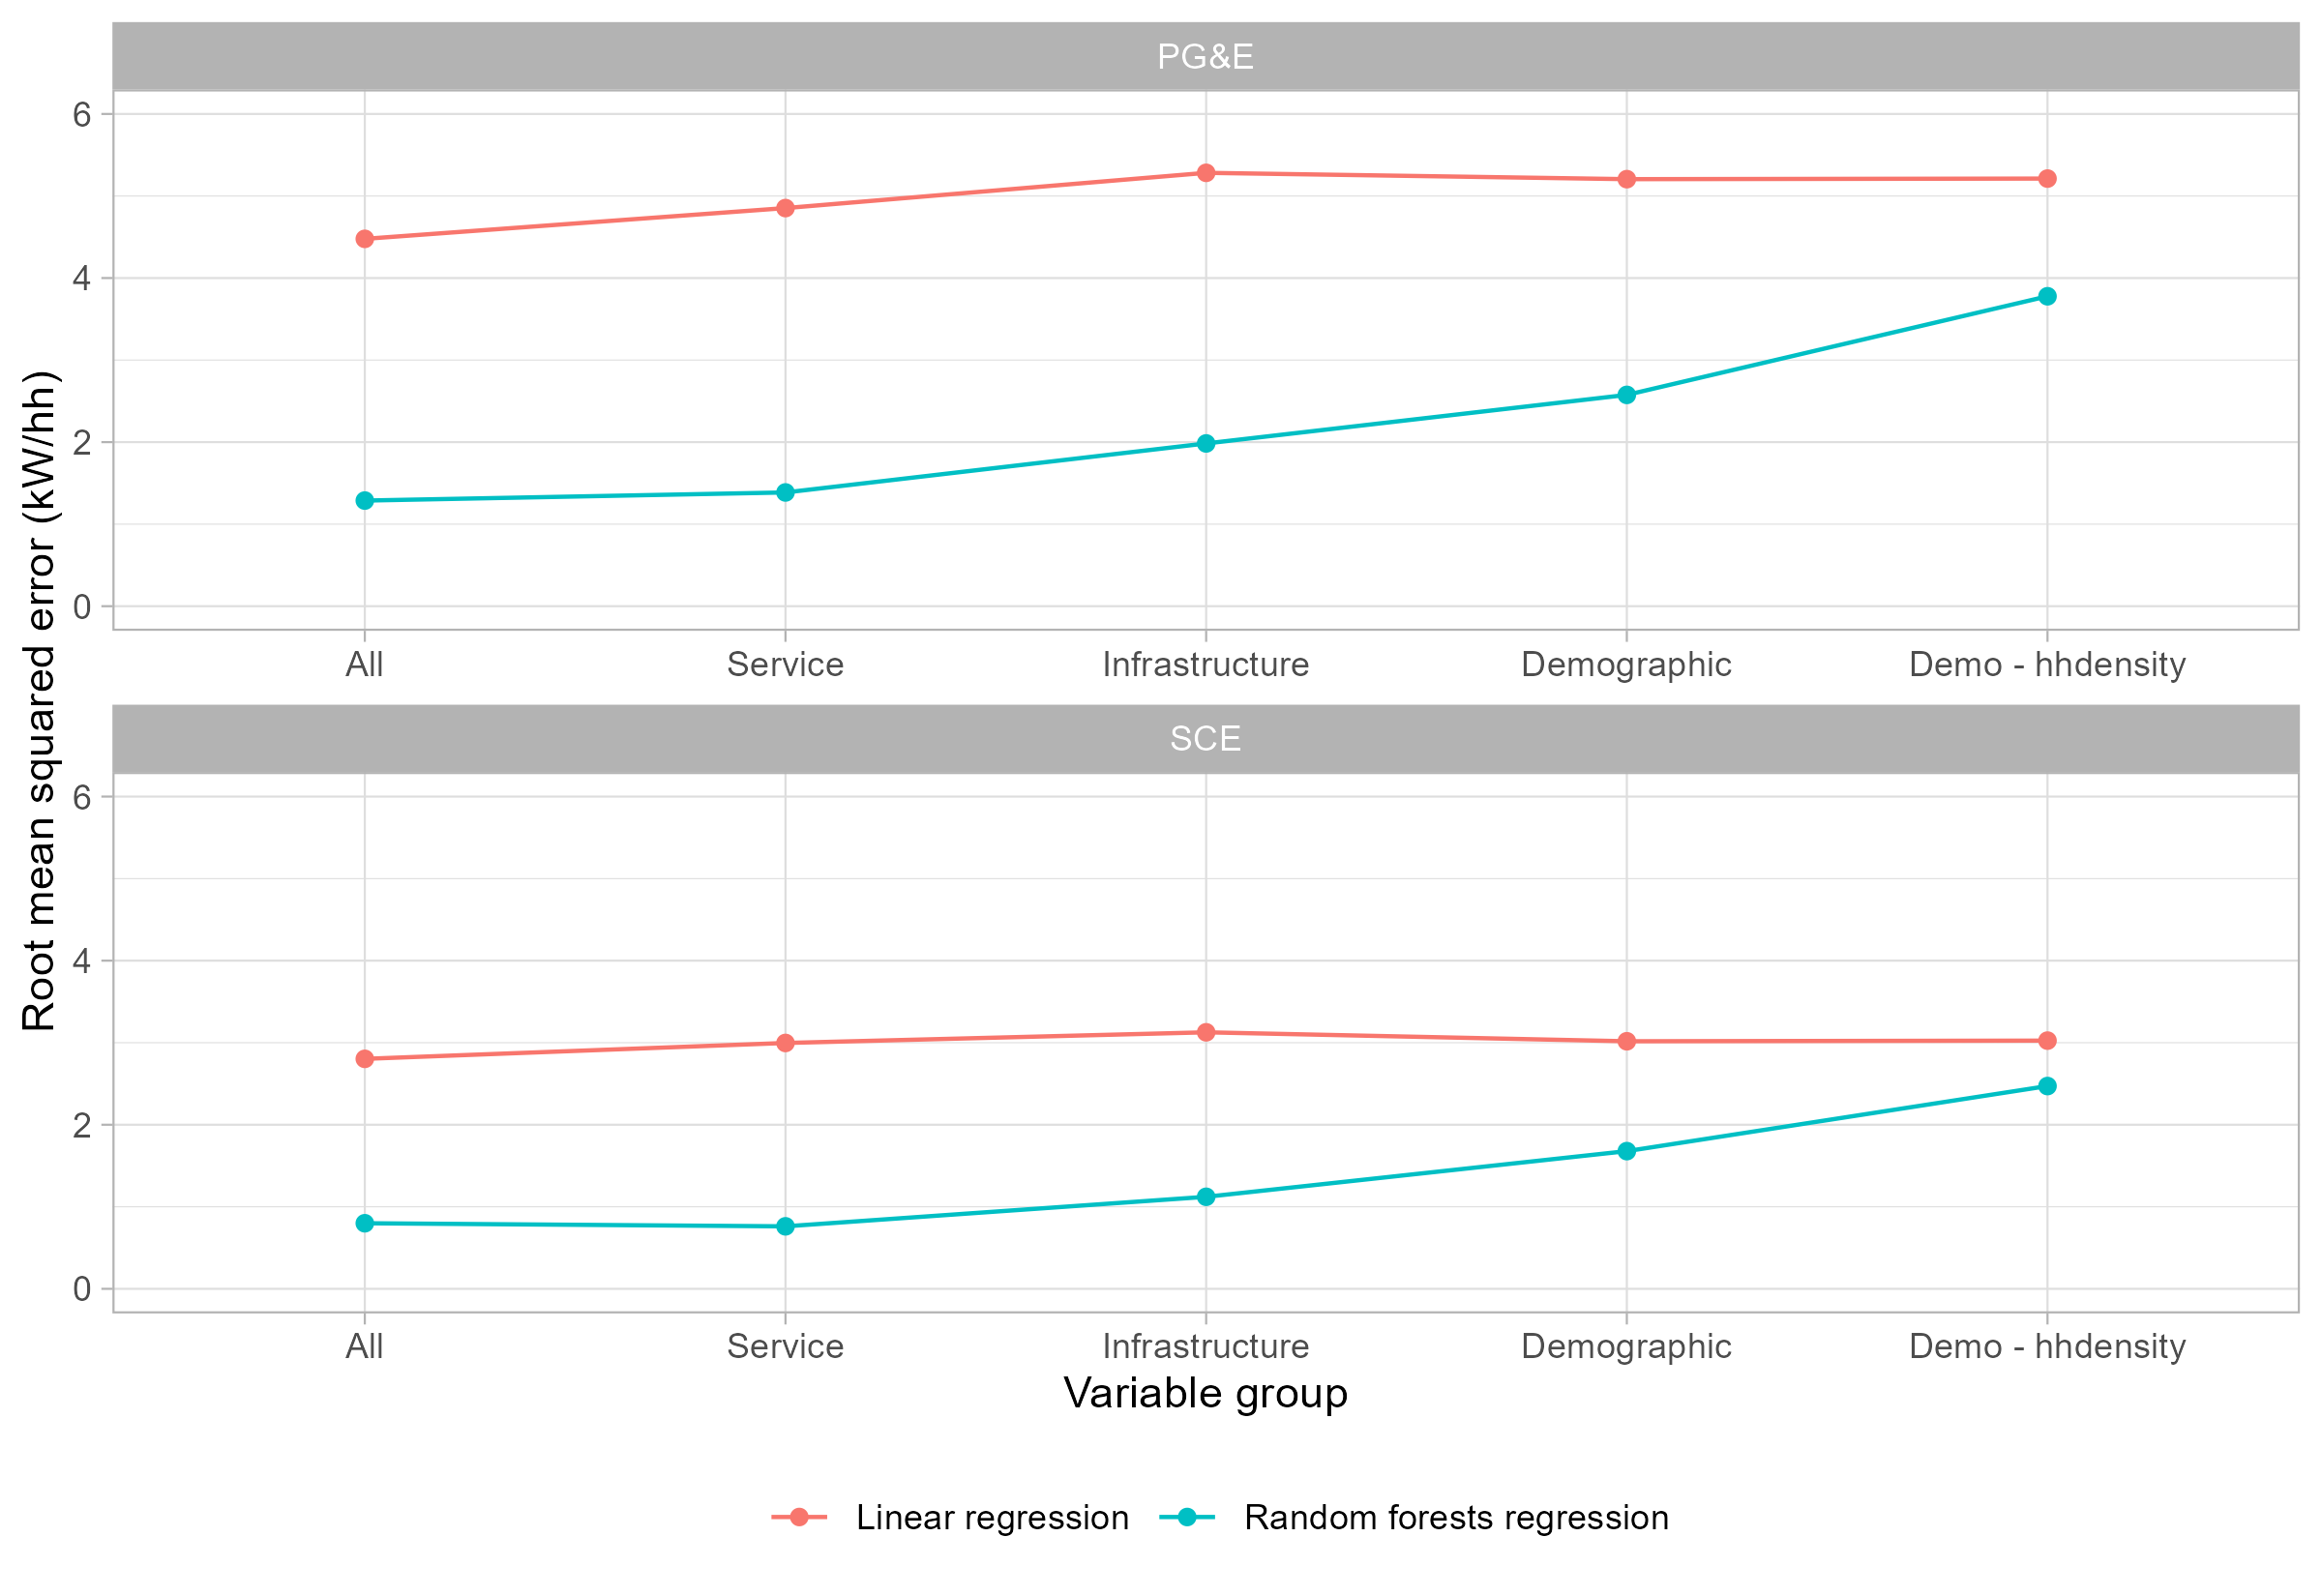 PG&E
6
4
2
0
All Service Infrastructure Demographic Demo - hhdensity
SCE
6
4
2
0
All Service Infrastructure Demographic Demo - hhdensity
Root mean squared error (kW/hh)
Variable group
Linear regression Random forests regression